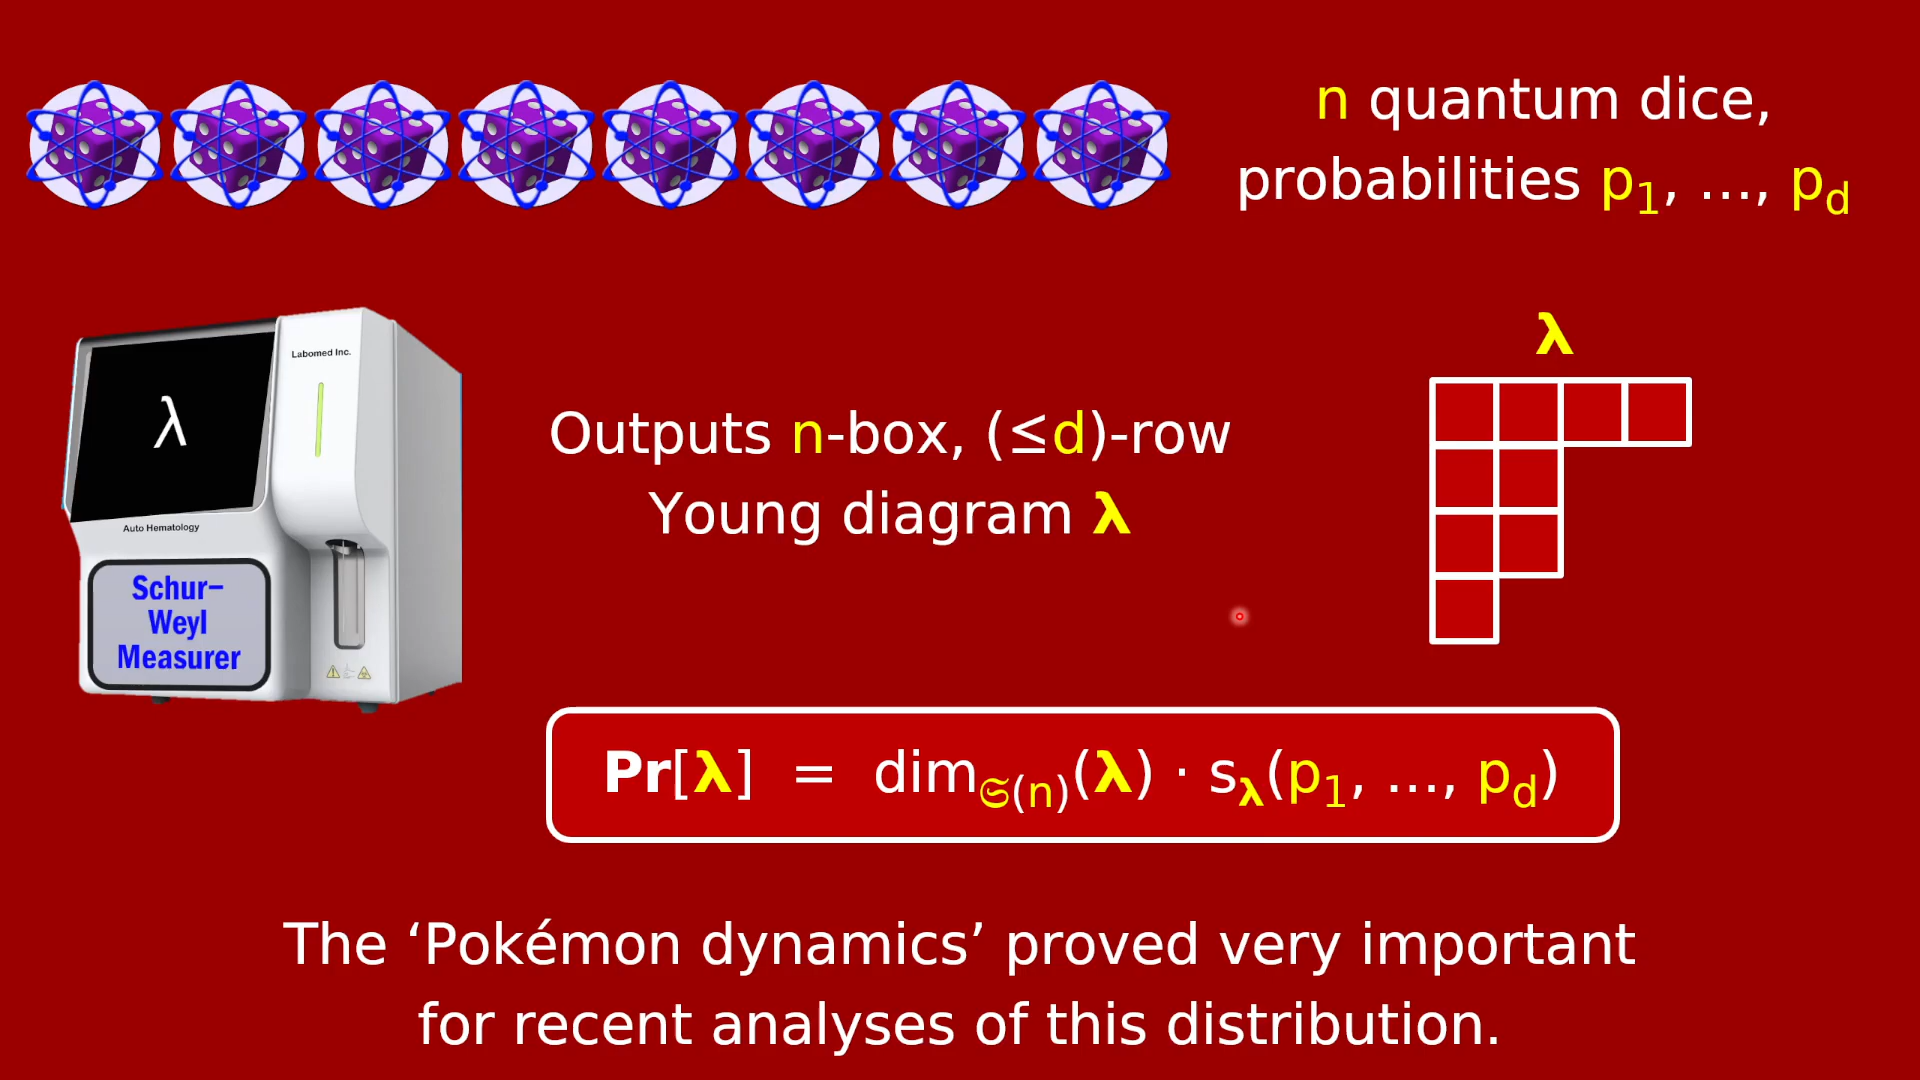 n quantum dice,
probabilities p₁, ..., p_d
λ
Labomed Inc.
λ
Outputs n-box, (≤d)-row
Young diagram λ
Auto Hematology
Schur–
Weyl
Measurer
Pr[λ] = dim_𝔖(n)(λ) · s_λ(p₁, ..., p_d)
The ‘Pokémon dynamics’ proved very important
for recent analyses of this distribution.